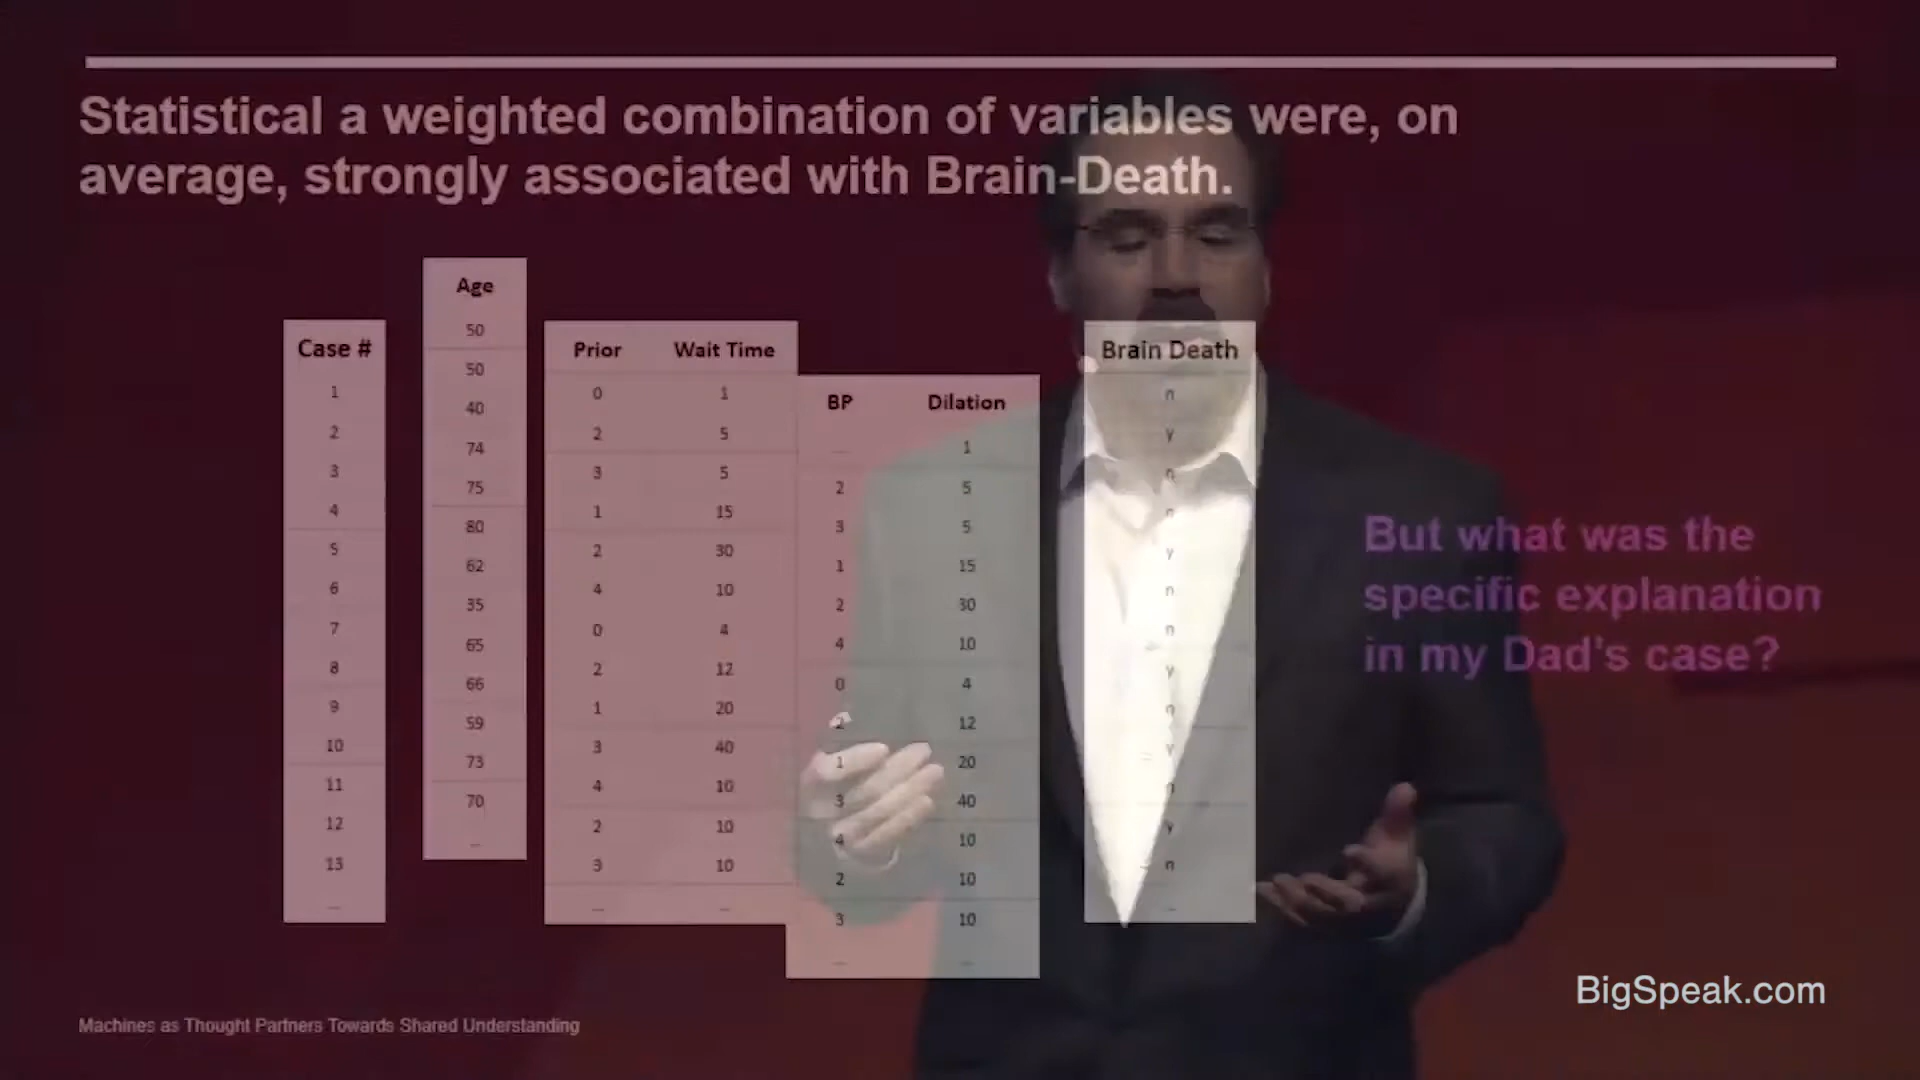 Statistical a weighted combination of variables were, on
average, strongly associated with Brain-Death.
Case #
1
2
3
4
5
6
7
8
9
10
11
12
13
Age
50
50
40
74
75
80
62
35
65
66
59
73
70
Prior Wait Time
0 1
2 5
3 5
1 15
2 30
4 10
0 4
2 12
1 20
3 40
4 10
2 10
3 10
BP Dilation
1
2 5
3 5
1 15
2 30
4 10
0 4
2 12
1 20
3 40
4 10
2 10
3 10
Brain Death
n
y
n
n
y
n
n
y
n
y
n
y
n
But what was the
specific explanation
in my Dad's case?
BigSpeak.com
Machines as Thought Partners Towards Shared Understanding